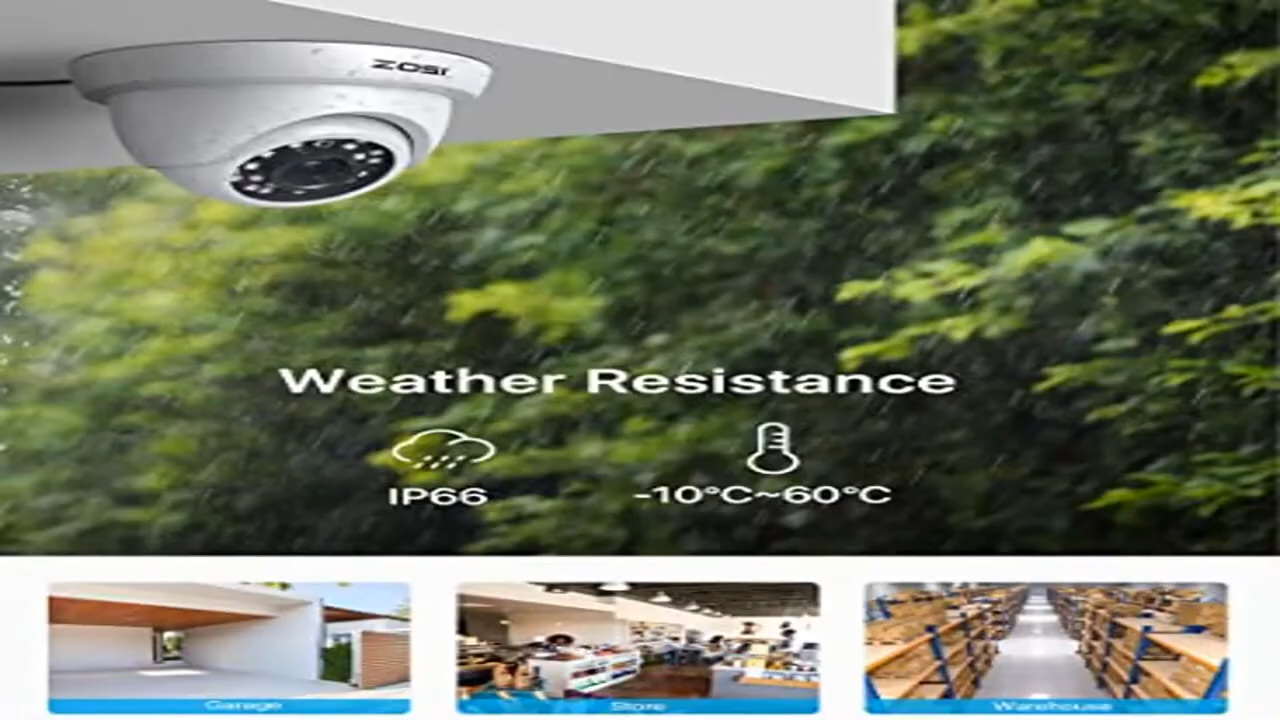 ZOSI
Weather Resistance
IP66
-10°C~60°C
Garage
Store
Warehouse